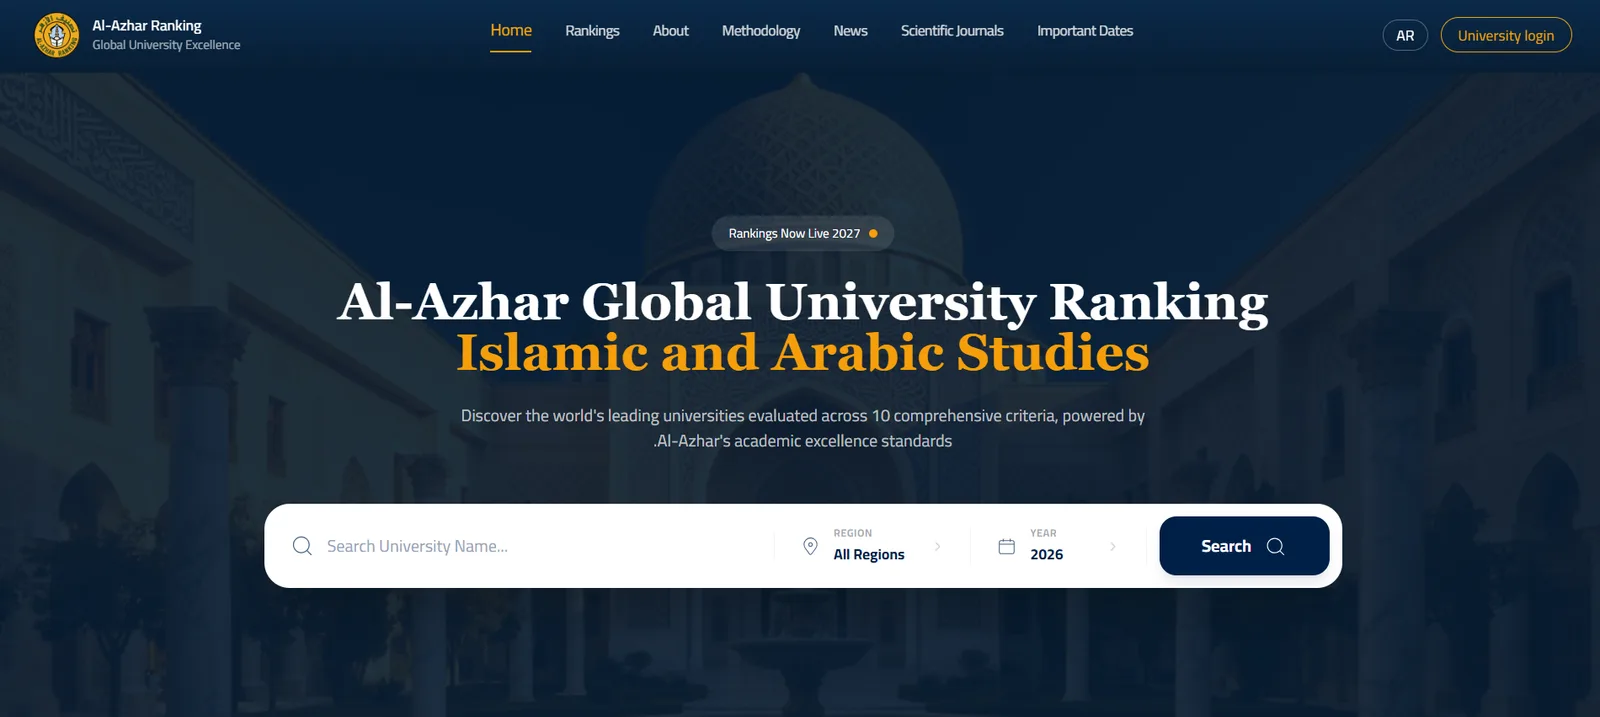 Al-Azhar Ranking
Global University Excellence
Home
Rankings
About
Methodology
News
Scientific Journals
Important Dates
AR
University login
Rankings Now Live 2027
Al-Azhar Global University Ranking
Islamic and Arabic Studies
Discover the world's leading universities evaluated across 10 comprehensive criteria, powered by
.Al-Azhar's academic excellence standards
Search University Name...
REGION
All Regions
YEAR
2026
Search